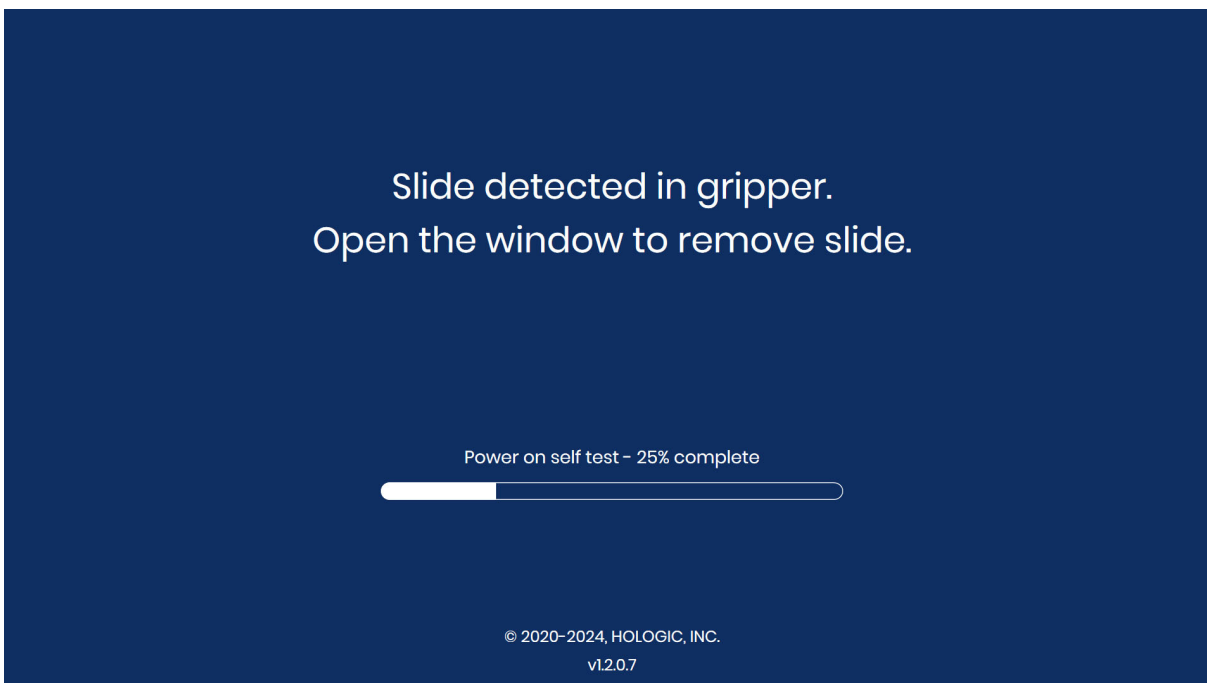 Slide detected in gripper.
Open the window to remove slide.
Power on self test - 25% complete
© 2020-2024, HOLOGIC, INC.
v1.2.0.7